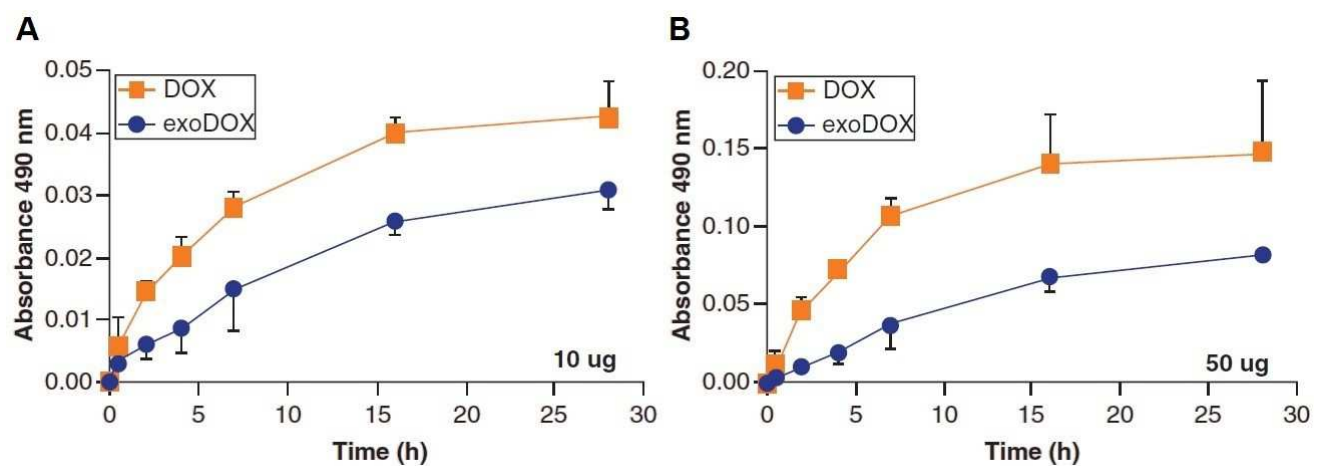 A
B
0.05
0.04
0.03
0.02
0.01
0.00
Absorbance 490 nm
DOX
exoDOX
10 ug
0 5 10 15 20 25 30
Time (h)
0.20
0.15
0.10
0.05
0.00
Absorbance 490 nm
DOX
exoDOX
50 ug
0 5 10 15 20 25 30
Time (h)